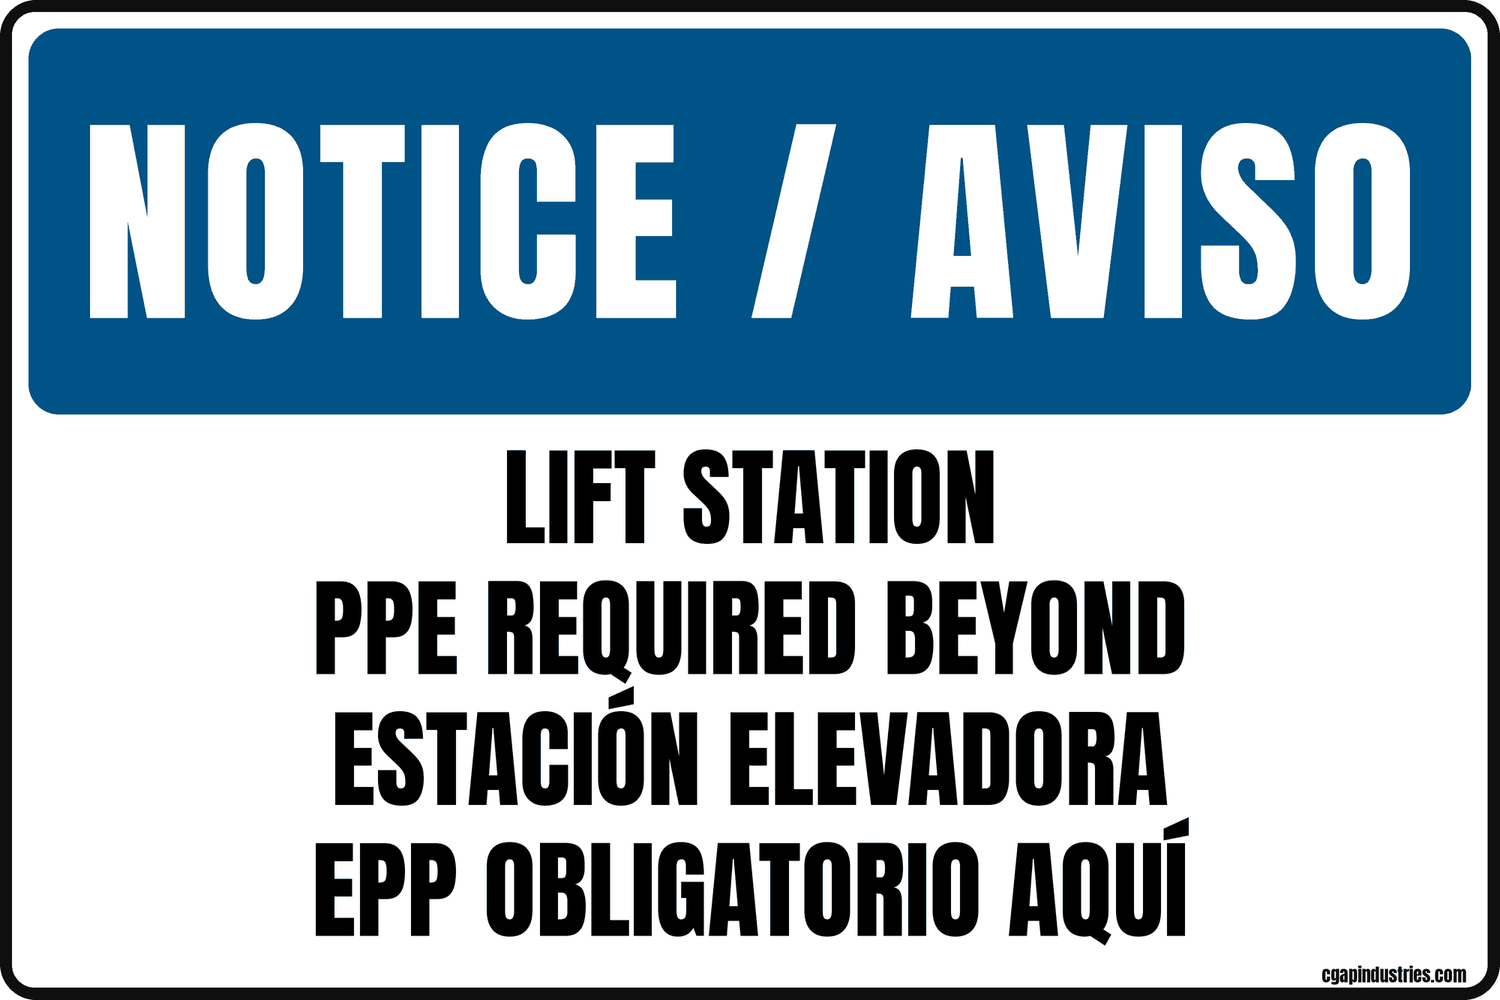 NOTICE / AVISO
LIFT STATION
PPE REQUIRED BEYOND
ESTACIÓN ELEVADORA
EPP OBLIGATORIO AQUÍ
cgapindustries.com